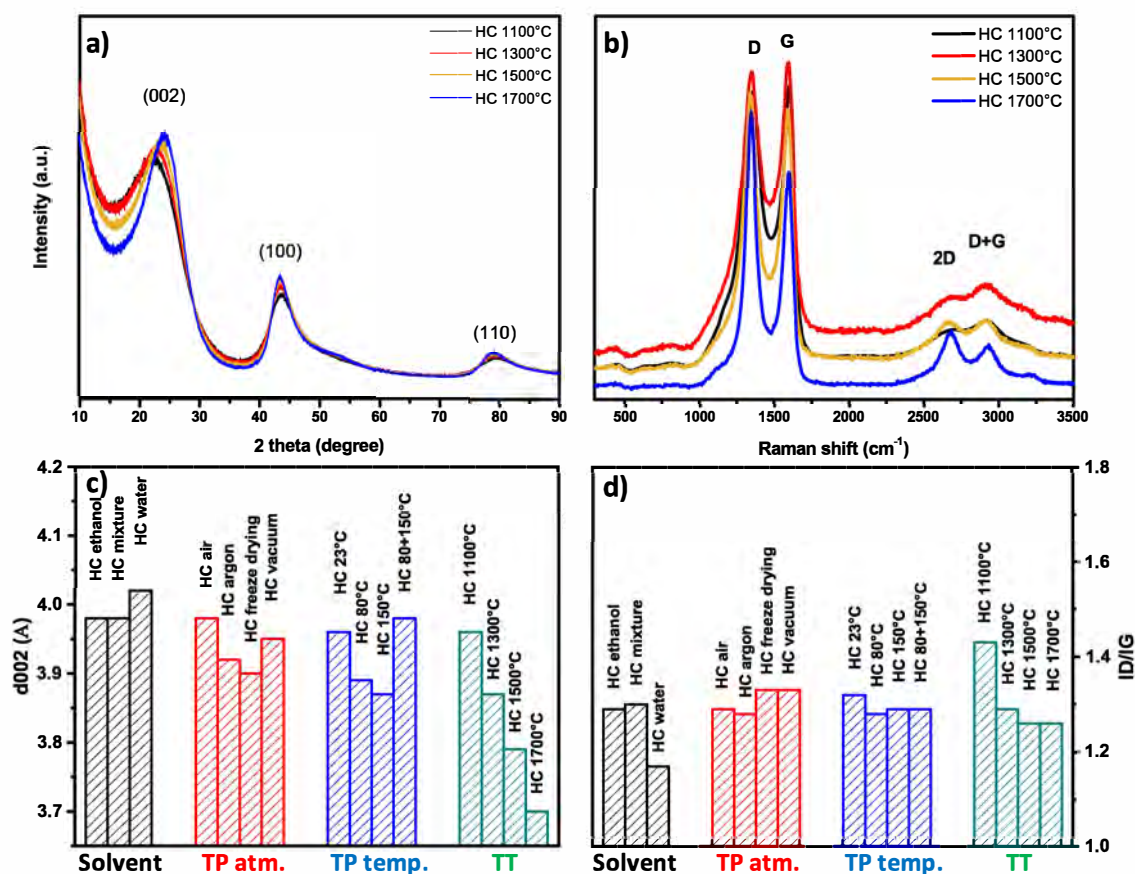 a)
HC 1100°C
HC 1300°C
HC 1500°C
HC 1700°C
(002)
(100)
(110)
Intensity (a.u.)
10 20 30 40 50 60 70 80 90
2 theta (degree)
b)
D G
HC 1100°C
HC 1300°C
HC 1500°C
HC 1700°C
2D D+G
500 1000 1500 2000 2500 3000 3500
Raman shift (cm⁻¹)
c)
d002 (A)
4.2
4.1
4.0
3.9
3.8
3.7
HC ethanol
HC mixture
HC water
HC air
HC argon
HC freeze drying
HC vacuum
HC 23°C
HC 80°C
HC 150°C
HC 80+150°C
HC 1100°C
HC 1300°C
HC 1500°C
HC 1700°C
Solvent TP atm. TP temp. TT
d)
HC ethanol
HC mixture
HC water
HC air
HC argon
HC freeze drying
HC vacuum
HC 23°C
HC 80°C
HC 150°C
HC 80+150°C
HC 1100°C
HC 1300°C
HC 1500°C
HC 1700°C
1.8
1.6
1.4
1.2
1.0
ID/IG
Solvent TP atm. TP temp. TT